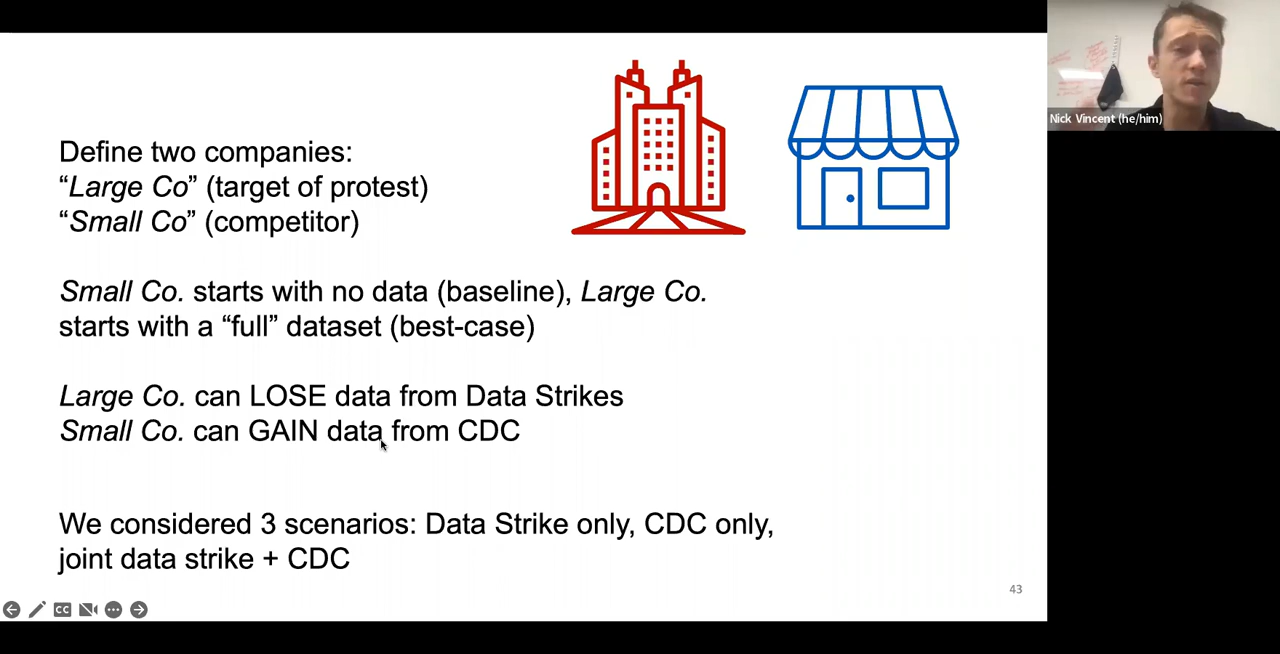 Define two companies:
“Large Co” (target of protest)
“Small Co” (competitor)
Small Co. starts with no data (baseline), Large Co.
starts with a “full” dataset (best-case)
Large Co. can LOSE data from Data Strikes
Small Co. can GAIN data from CDC
We considered 3 scenarios: Data Strike only, CDC only,
joint data strike + CDC
43
CC
Nick Vincent (he/him)